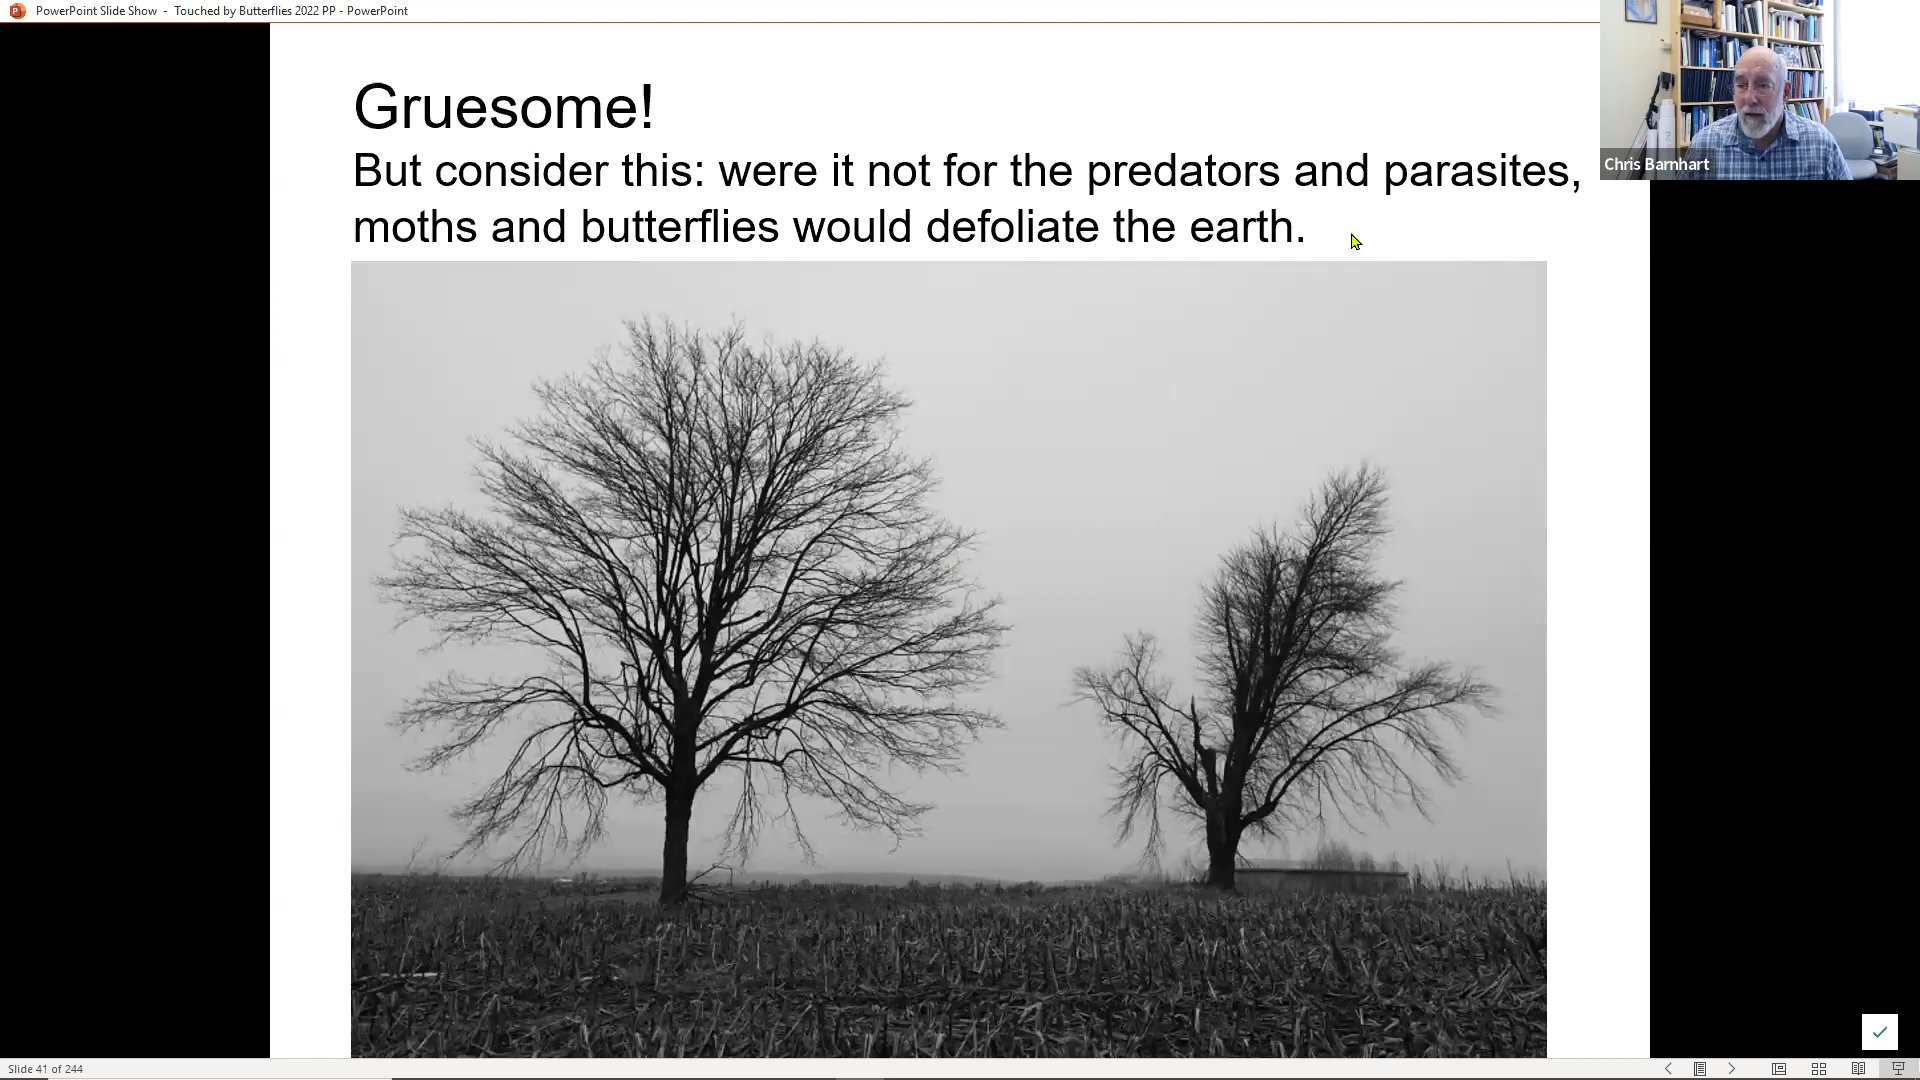 PowerPoint Slide Show - Touched by Butterflies 2022 PP - PowerPoint
Gruesome!
But consider this: were it not for the predators and parasites,
moths and butterflies would defoliate the earth.
Chris Barnhart
Slide 41 of 244